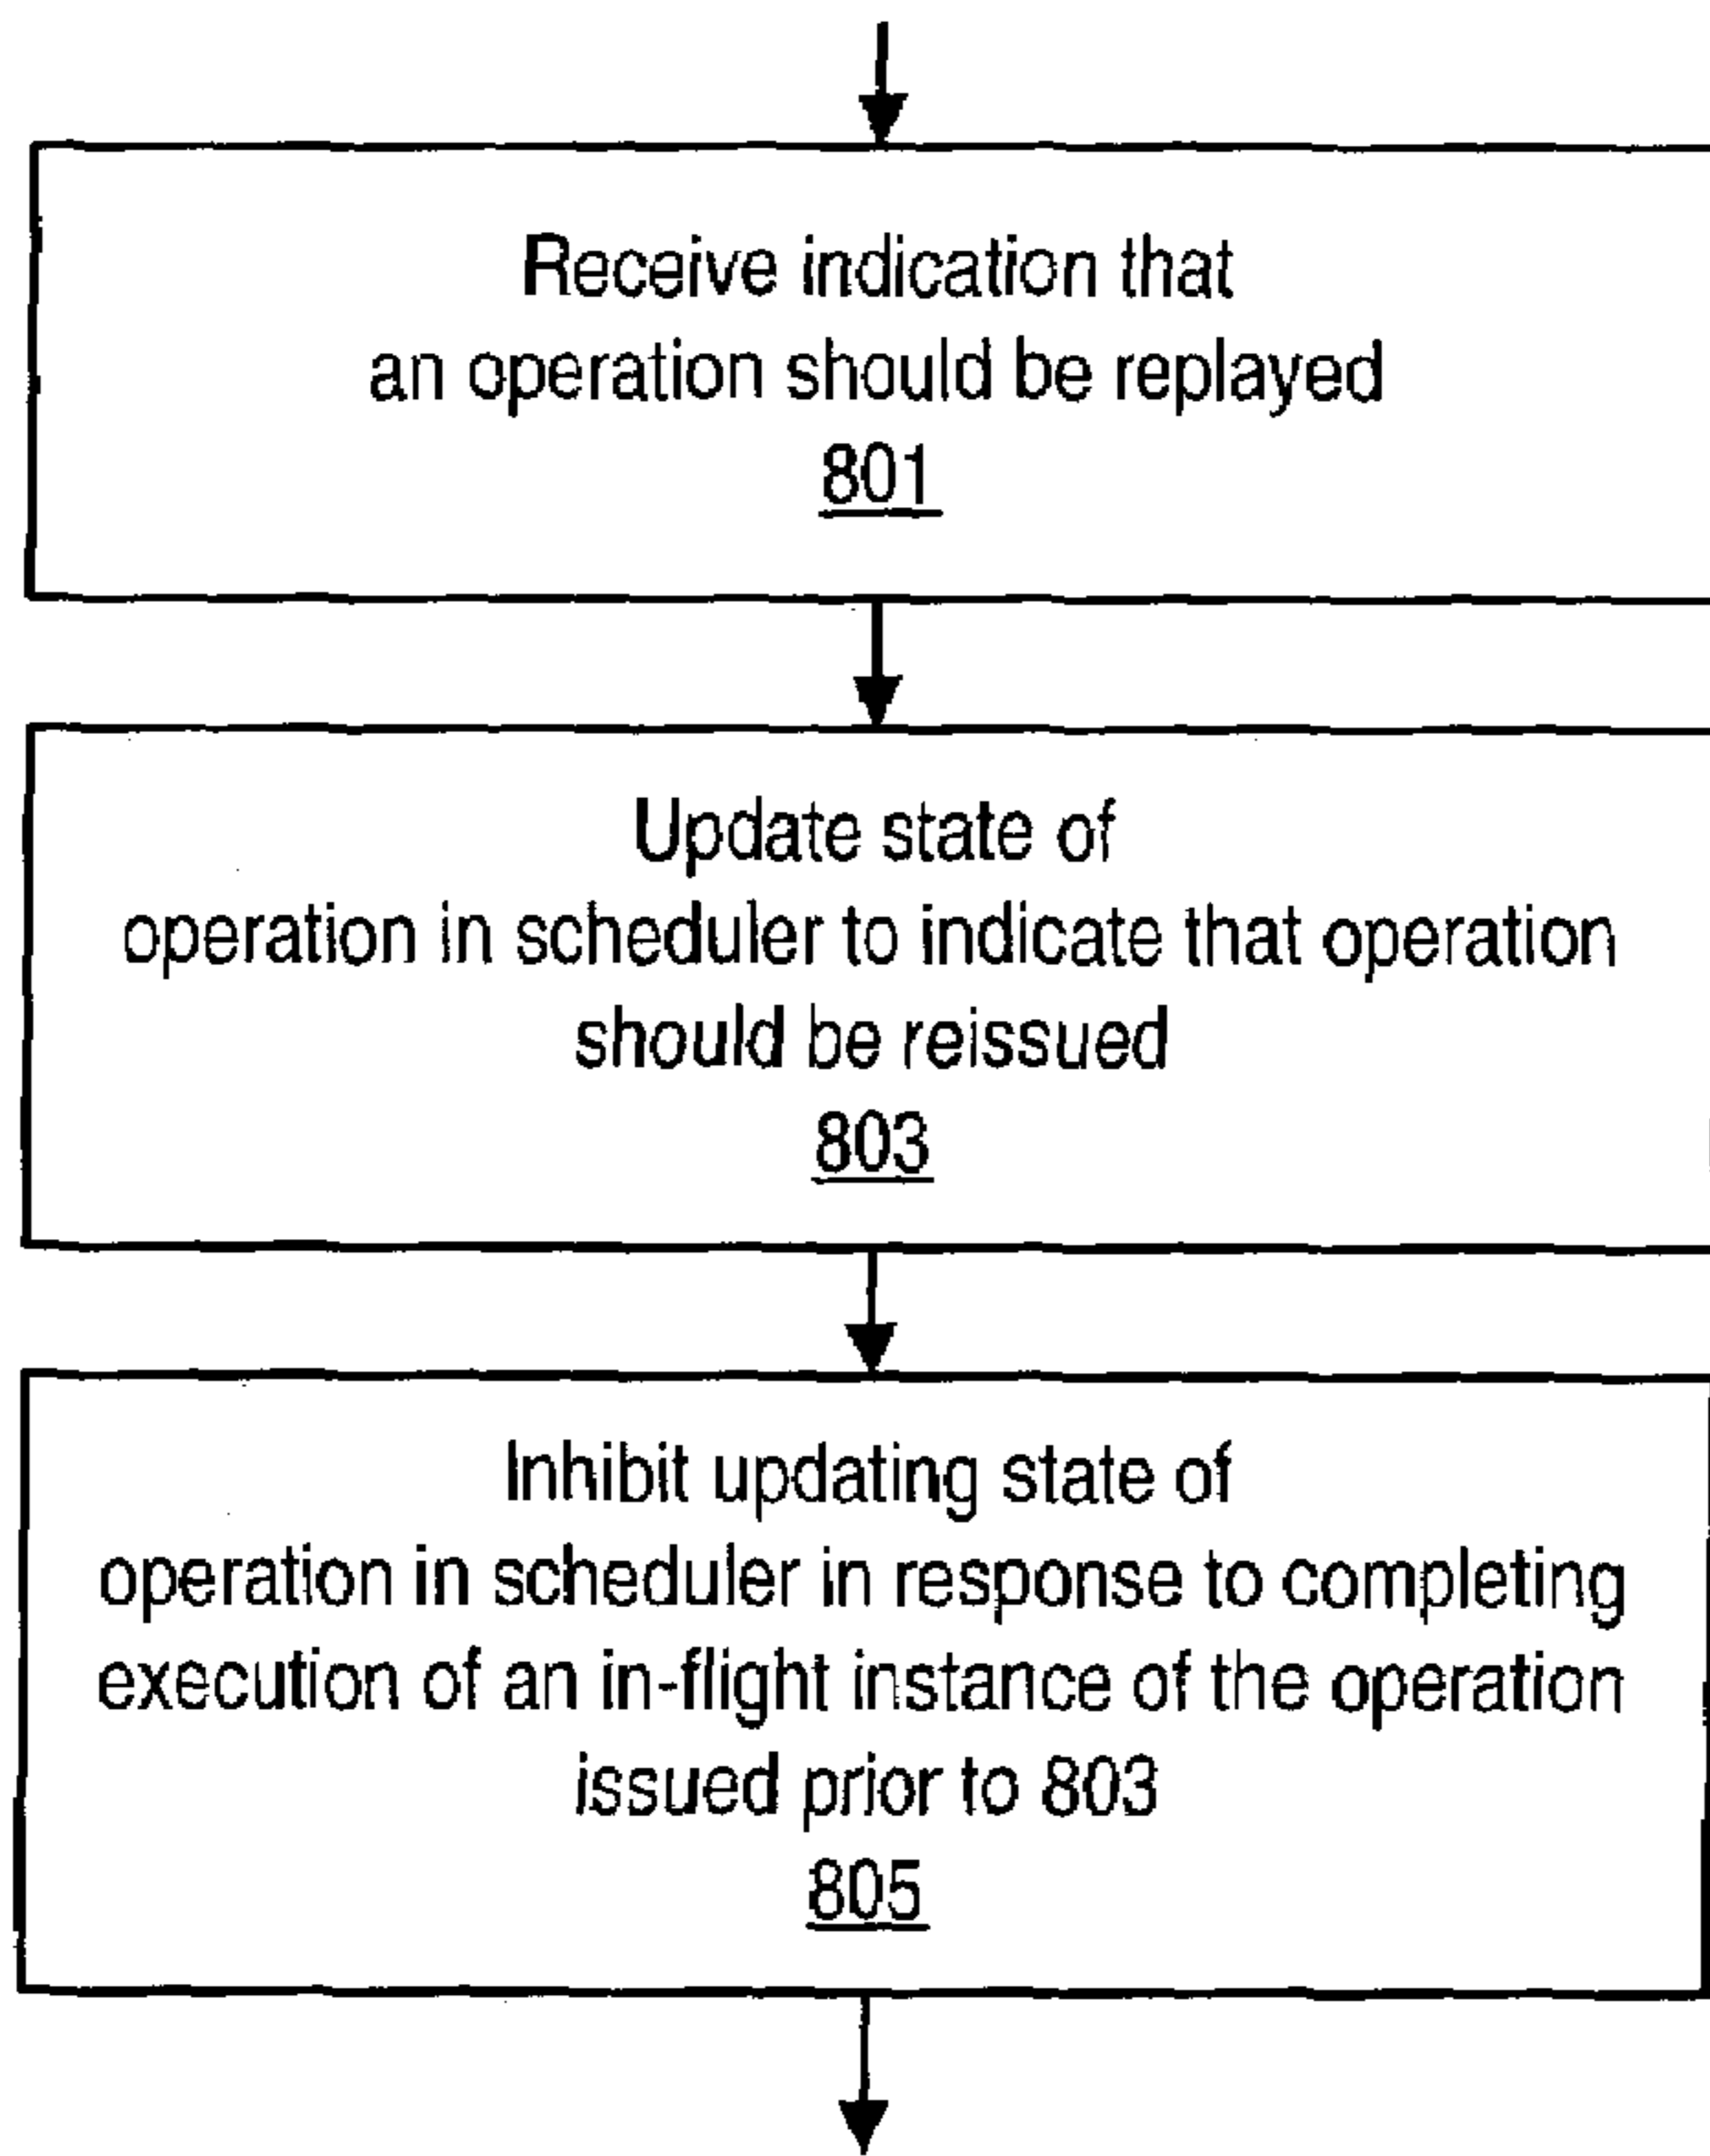 Receive indication that
an operation should be replayed
801
Update state of
operation in scheduler to indicate that operation
should be reissued
803
Inhibit updating state of
operation in scheduler in response to completing
execution of an in-flight instance of the operation
issued prior to 803
805